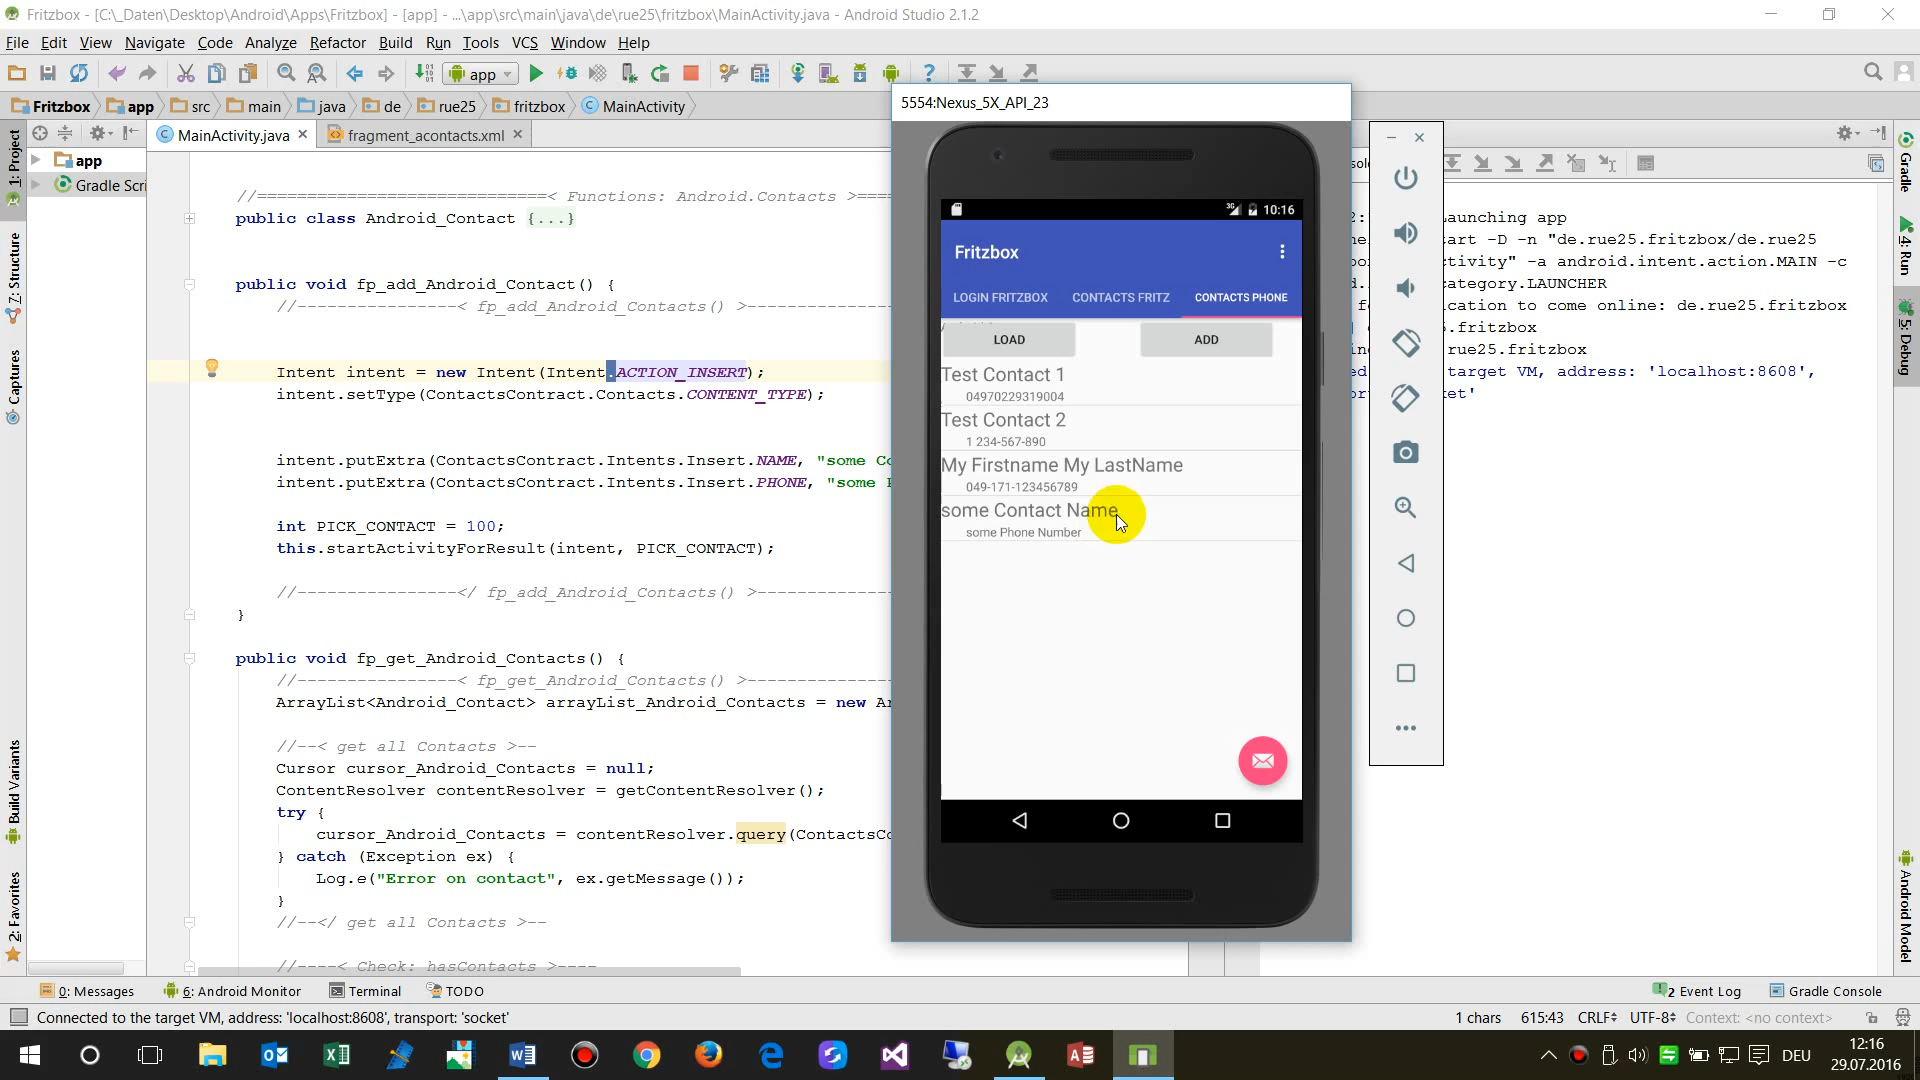 Fritzbox - [C:\_Daten\Desktop\Android\Apps\Fritzbox] - [app] - ...\app\src\main\java\de\rue25\fritzbox\MainActivity.java - Android Studio 2.1.2
File Edit View Navigate Code Analyze Refactor Build Run Tools VCS Window Help
app
Fritzbox app src main java de rue25 fritzbox MainActivity
MainActivity.java fragment_acontacts.xml
1: Project
7: Structure
Captures
Build Variants
2: Favorites
app
Gradle Scri
//=============================< Functions: Android.Contacts >====
public class Android_Contact {...}
public void fp_add_Android_Contact() {
//----------------< fp_add_Android_Contacts() >---------------
Intent intent = new Intent(Intent.ACTION_INSERT);
intent.setType(ContactsContract.Contacts.CONTENT_TYPE);
intent.putExtra(ContactsContract.Intents.Insert.NAME, "some Co
intent.putExtra(ContactsContract.Intents.Insert.PHONE, "some P
int PICK_CONTACT = 100;
this.startActivityForResult(intent, PICK_CONTACT);
//----------------</ fp_add_Android_Contacts() >--------------
}
public void fp_get_Android_Contacts() {
//----------------< fp_get_Android_Contacts() >---------------
ArrayList<Android_Contact> arrayList_Android_Contacts = new Ar
//--< get all Contacts >--
Cursor cursor_Android_Contacts = null;
ContentResolver contentResolver = getContentResolver();
try {
cursor_Android_Contacts = contentResolver.query(ContactsCo
} catch (Exception ex) {
Log.e("Error on contact", ex.getMessage());
}
//--</ get all Contacts >--
//----< Check: hasContacts >----
5554:Nexus_5X_API_23
3G 10:16
Fritzbox
LOGIN FRITZBOX CONTACTS FRITZ CONTACTS PHONE
LOAD ADD
Test Contact 1
04970229319004
Test Contact 2
1 234-567-890
My Firstname My LastName
049-171-123456789
some Contact Name
some Phone Number
Launching app
tart -D -n "de.rue25.fritzbox/de.rue25
ctivity" -a android.intent.action.MAIN -c
category.LAUNCHER
ication to come online: de.rue25.fritzbox
.fritzbox
rue25.fritzbox
target VM, address: 'localhost:8608',
ket'
Gradle
4: Run
5: Debug
Android Model
0: Messages 6: Android Monitor Terminal TODO 2 Event Log Gradle Console
Connected to the target VM, address: 'localhost:8608', transport: 'socket' 1 chars 615:43 CRLF UTF-8 Context: <no context>
DEU
12:16
29.07.2016